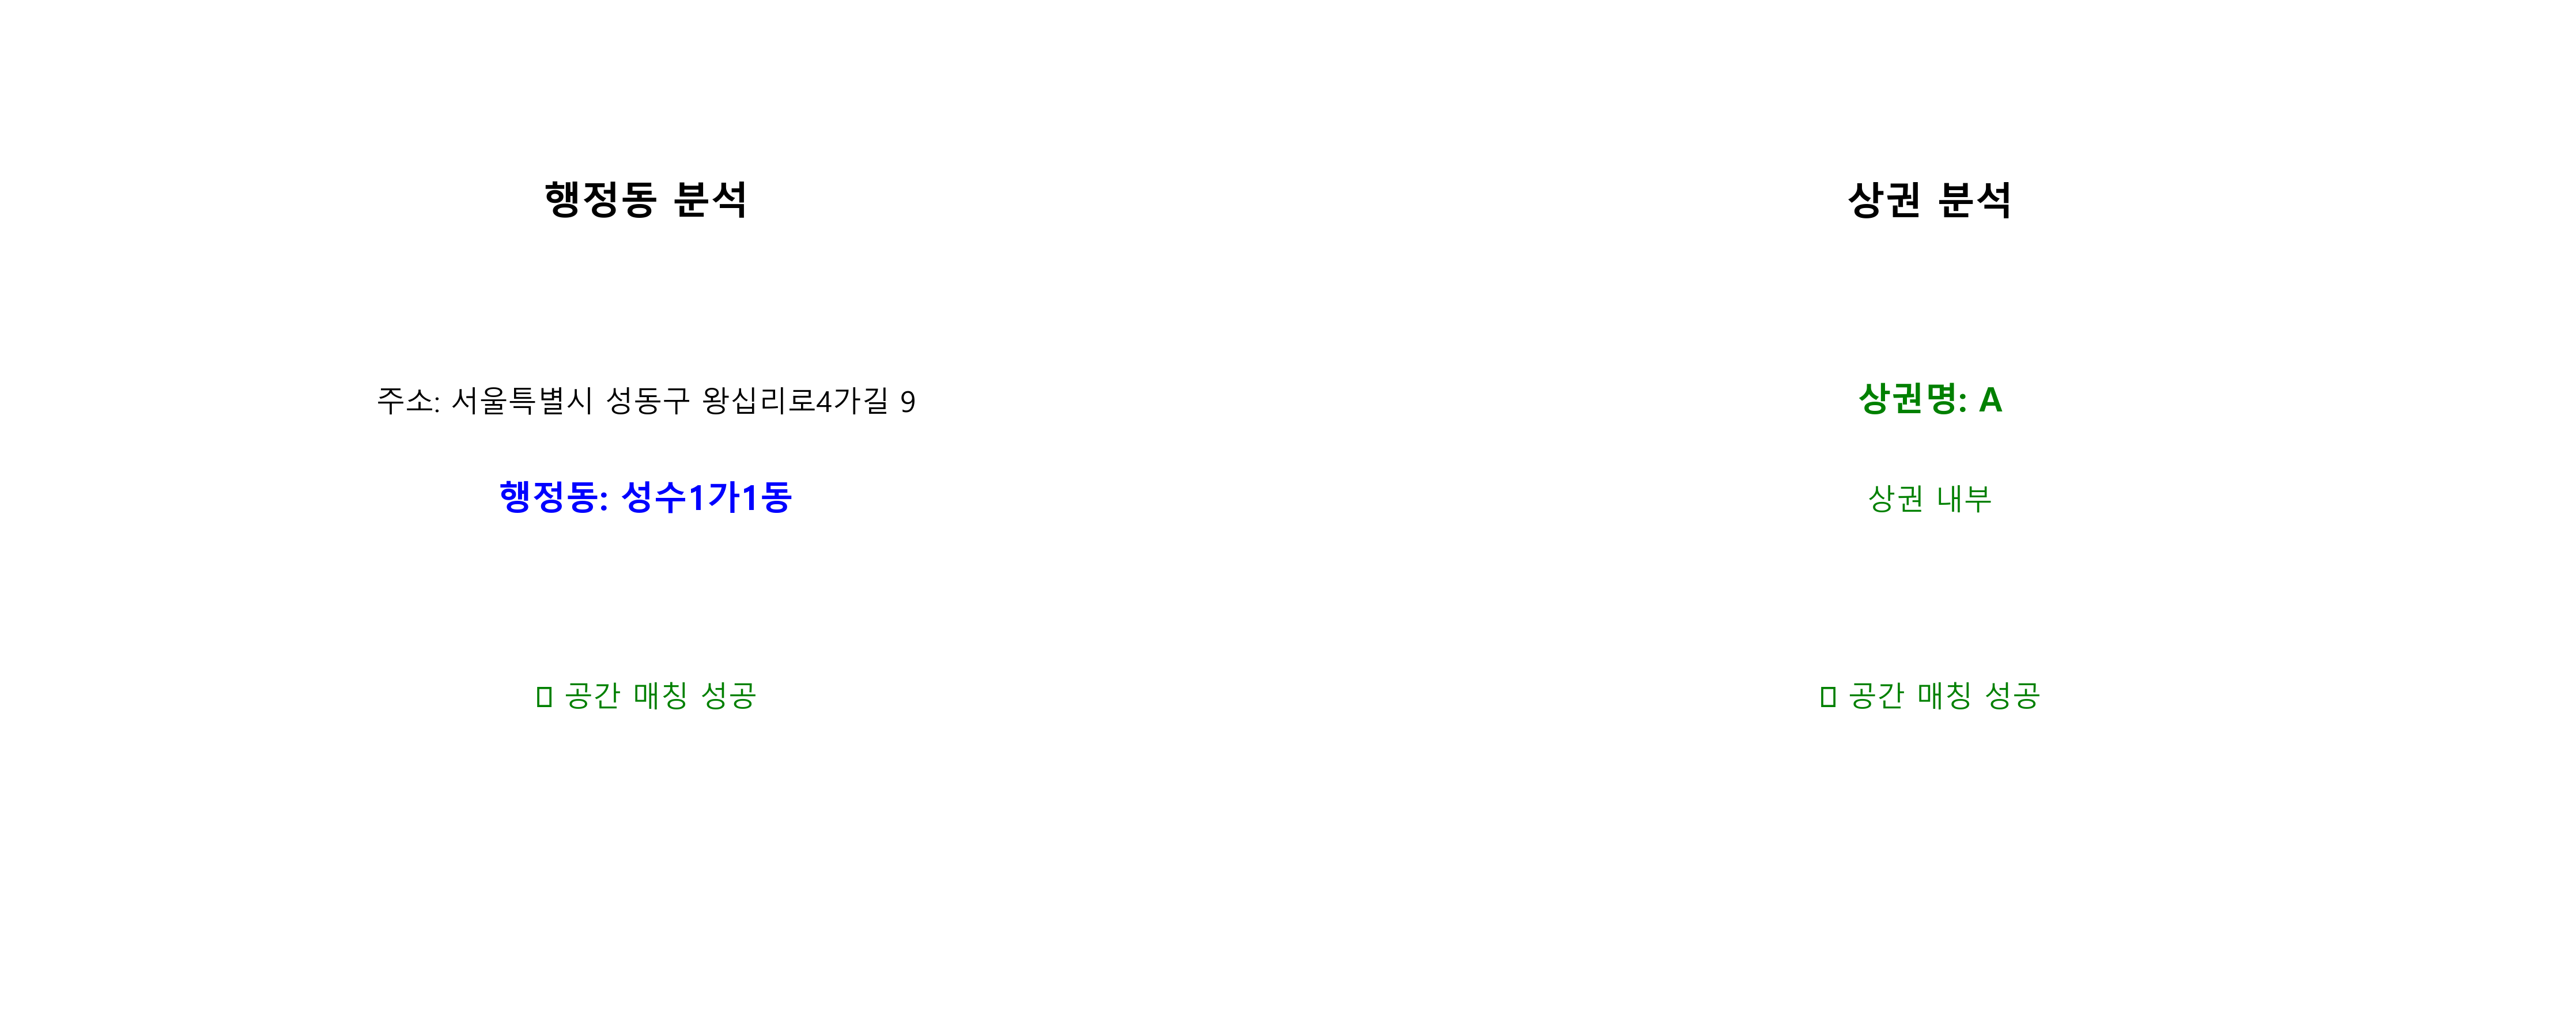 행정동 분석
주소: 서울특별시 성동구 왕십리로4가길 9
행정동: 성수1가1동
▯ 공간 매칭 성공
상권 분석
상권명: A
상권 내부
▯ 공간 매칭 성공